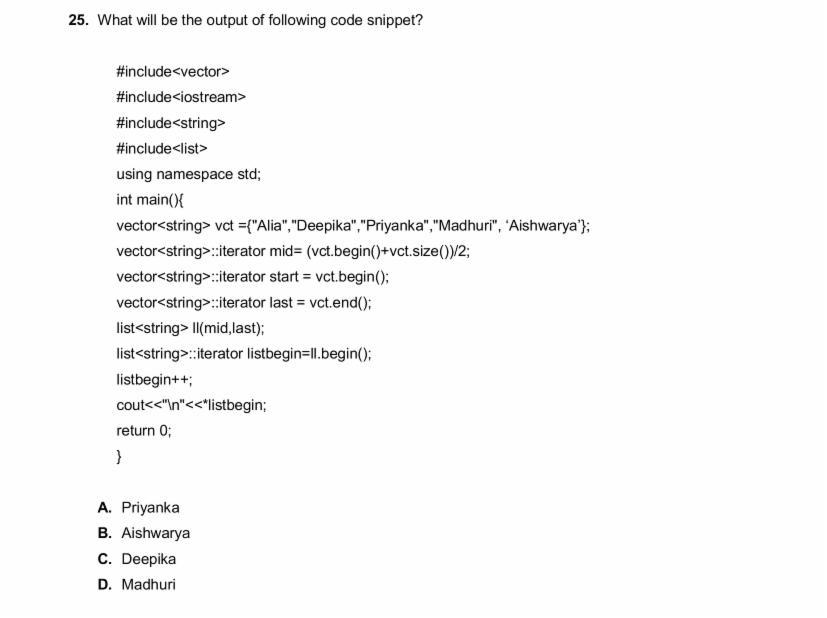 25. What will be the output of following code snippet?
#include<vector>
#include<iostream>
#include<string>
#include<list>
using namespace std;
int main(){
vector<string> vct ={"Alia","Deepika","Priyanka","Madhuri", ‘Aishwarya’};
vector<string>::iterator mid= (vct.begin()+vct.size())/2;
vector<string>::iterator start = vct.begin();
vector<string>::iterator last = vct.end();
list<string> ll(mid,last);
list<string>::iterator listbegin=ll.begin();
listbegin++;
cout<<"\n"<<*listbegin;
return 0;
}
A. Priyanka
B. Aishwarya
C. Deepika
D. Madhuri